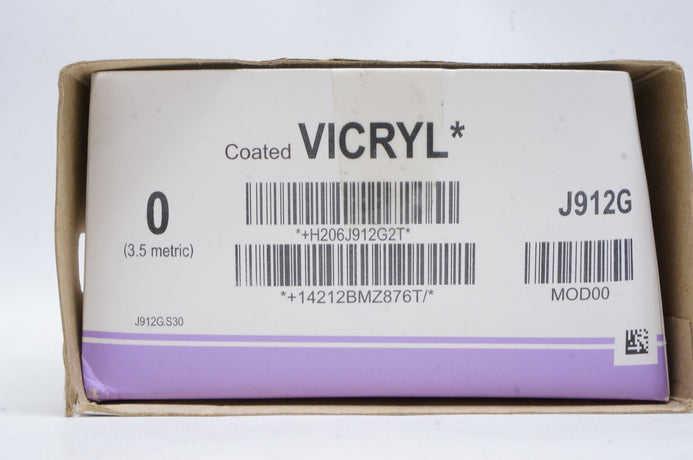 Coated VICRYL*
0
(3.5 metric)
*+H206J912G2T*
J912G
*+14212BMZ876T/*
MOD00
J912G.S30